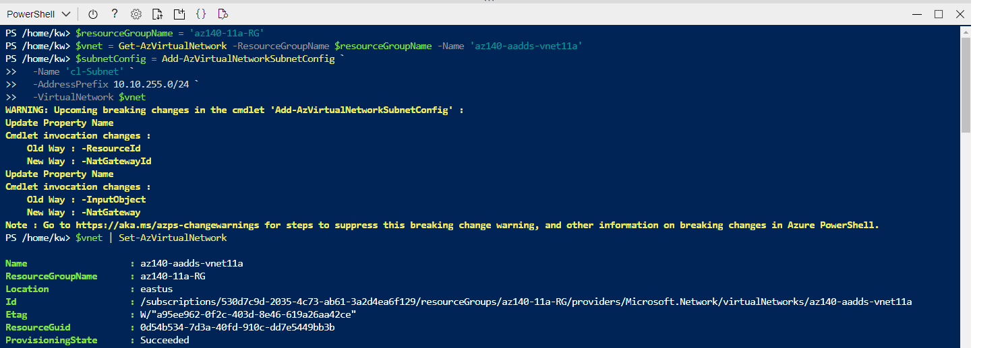 PowerShell
PS /home/kw> $resourceGroupName = 'az140-11a-RG'
PS /home/kw> $vnet = Get-AzVirtualNetwork -ResourceGroupName $resourceGroupName -Name 'az140-aadds-vnet11a'
PS /home/kw> $subnetConfig = Add-AzVirtualNetworkSubnetConfig `
>>   -Name 'cl-Subnet' `
>>   -AddressPrefix 10.10.255.0/24 `
>>   -VirtualNetwork $vnet
WARNING: Upcoming breaking changes in the cmdlet 'Add-AzVirtualNetworkSubnetConfig' :
Update Property Name
Cmdlet invocation changes :
    Old Way : -ResourceId
    New Way : -NatGatewayId
Update Property Name
Cmdlet invocation changes :
    Old Way : -InputObject
    New Way : -NatGateway
Note : Go to https://aka.ms/azps-changewarnings for steps to suppress this breaking change warning, and other information on breaking changes in Azure PowerShell.
PS /home/kw> $vnet | Set-AzVirtualNetwork
Name                   : az140-aadds-vnet11a
ResourceGroupName      : az140-11a-RG
Location               : eastus
Id                     : /subscriptions/530d7c9d-2035-4c73-ab61-3a2d4ea6f129/resourceGroups/az140-11a-RG/providers/Microsoft.Network/virtualNetworks/az140-aadds-vnet11a
Etag                   : W/"a95ee962-0f2c-403d-8e46-619a26aa42ce"
ResourceGuid           : 0d54b534-7d3a-40fd-910c-dd7e5449bb3b
ProvisioningState      : Succeeded